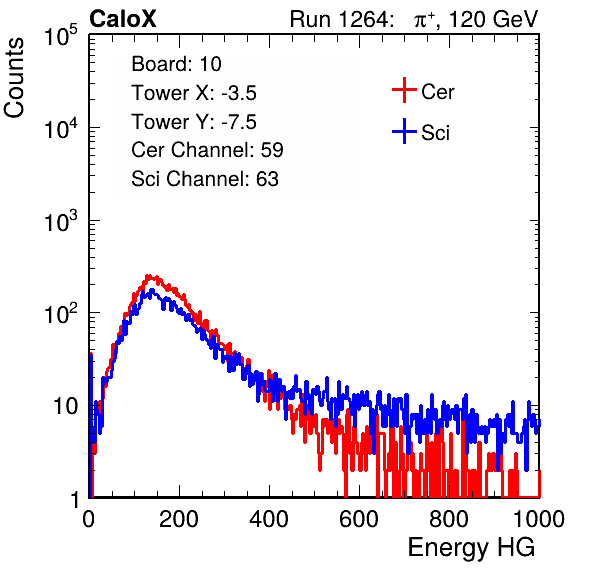 CaloX Run 1264: π⁺, 120 GeV
Counts
10⁵
10⁴
10³
10²
10
1
Board: 10
Tower X: -3.5
Tower Y: -7.5
Cer Channel: 59
Sci Channel: 63
Cer
Sci
0 200 400 600 800 1000
Energy HG